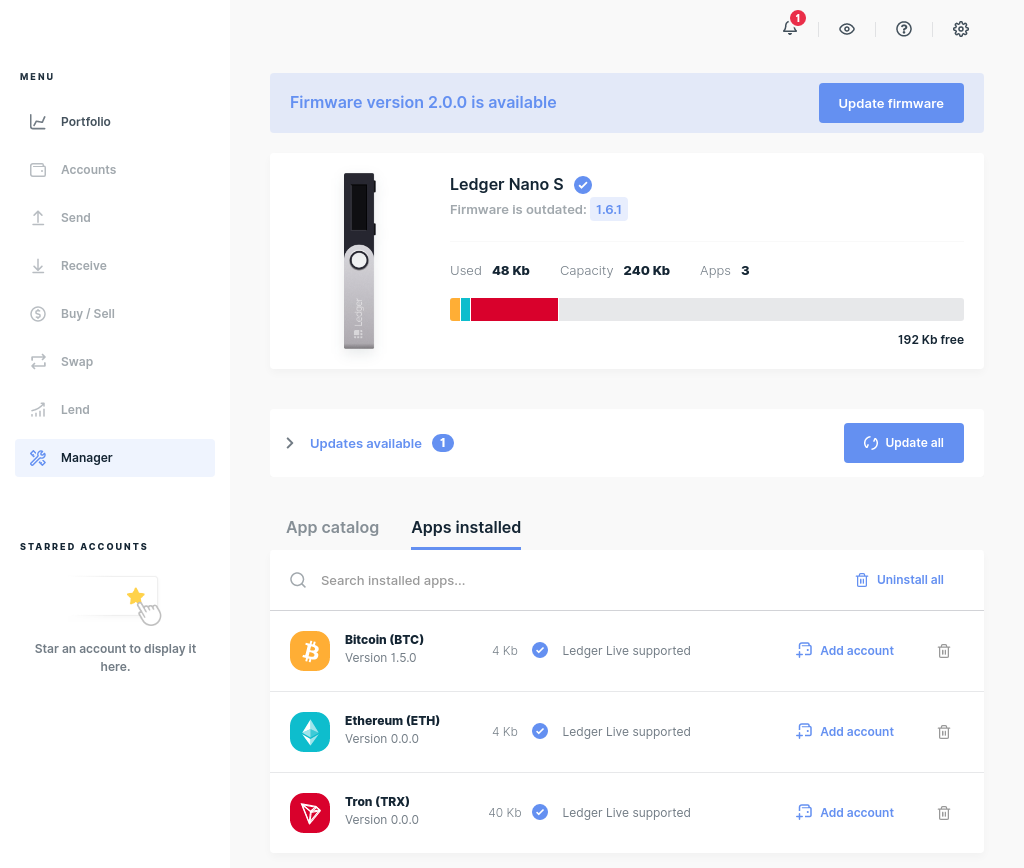 1
MENU
Portfolio
Accounts
Send
Receive
Buy / Sell
Swap
Lend
Manager
STARRED ACCOUNTS
Star an account to display it
here.
Firmware version 2.0.0 is available
Update firmware
Ledger
Ledger Nano S
Firmware is outdated: 1.6.1
Used 48 Kb Capacity 240 Kb Apps 3
192 Kb free
Updates available 1
Update all
App catalog Apps installed
Search installed apps...
Uninstall all
Bitcoin (BTC)
Version 1.5.0
4 Kb Ledger Live supported Add account
Ethereum (ETH)
Version 0.0.0
4 Kb Ledger Live supported Add account
Tron (TRX)
Version 0.0.0
40 Kb Ledger Live supported Add account